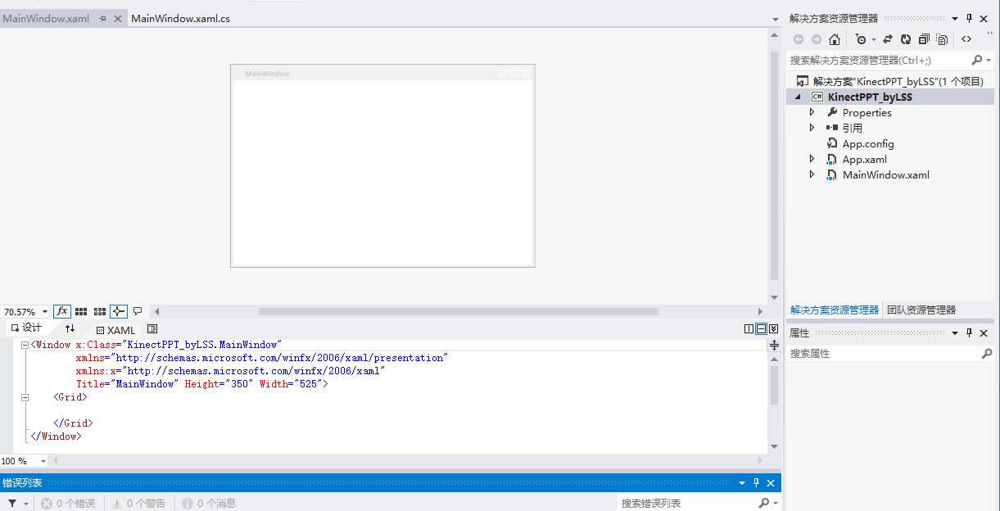 MainWindow.xaml
MainWindow.xaml.cs
MainWindow
70.57%
fx
设计
XAML
<Window x:Class="KinectPPT_byLSS.MainWindow"
xmlns="http://schemas.microsoft.com/winfx/2006/xaml/presentation"
xmlns:x="http://schemas.microsoft.com/winfx/2006/xaml"
Title="MainWindow" Height="350" Width="525">
<Grid>
</Grid>
</Window>
100 %
错误列表
0 个错误
0 个警告
0 个消息
搜索错误列表
解决方案资源管理器
搜索解决方案资源管理器(Ctrl+;)
解决方案"KinectPPT_byLSS"(1 个项目)
C# KinectPPT_byLSS
Properties
引用
App.config
App.xaml
MainWindow.xaml
解决方案资源管理器
团队资源管理器
属性
搜索属性